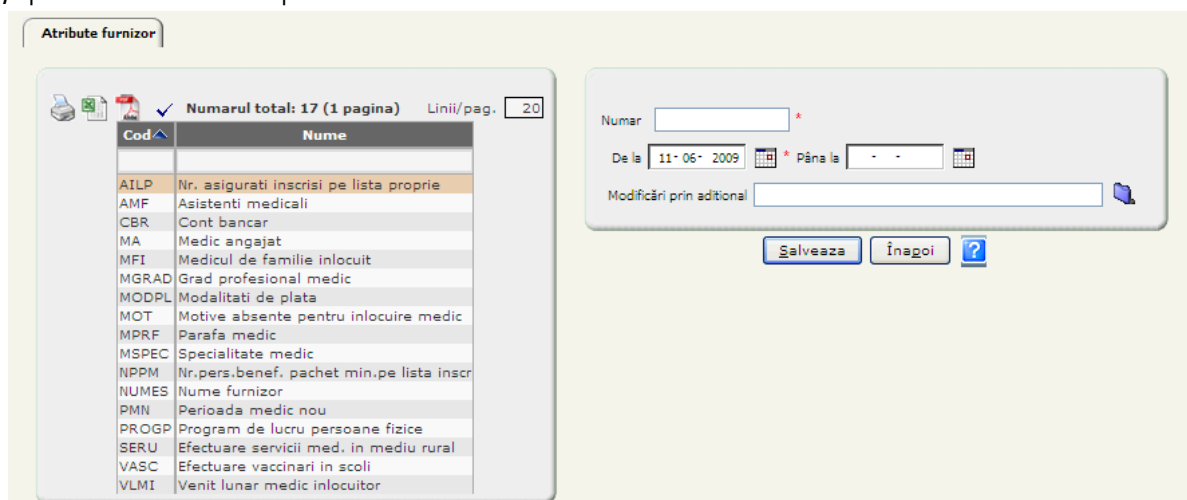 Atribute furnizor
Numarul total: 17 (1 pagina) Linii/pag. 20
Cod Nume
AILP Nr. asigurati inscrisi pe lista proprie
AMF Asistenti medicali
CBR Cont bancar
MA Medic angajat
MFI Medicul de familie inlocuit
MGRAD Grad profesional medic
MODPL Modalitati de plata
MOT Motive absente pentru inlocuire medic
MPRF Parafa medic
MSPEC Specialitate medic
NPPM Nr.pers.benef. pachet min.pe lista inscr
NUMES Nume furnizor
PMN Perioada medic nou
PROGP Program de lucru persoane fizice
SERU Efectuare servicii med. in mediu rural
VASC Efectuare vaccinari in scoli
VLMI Venit lunar medic inlocuitor
Numar *
De la 11- 06- 2009 * Pâna la - -
Modificări prin aditional
Salveaza Înapoi ?